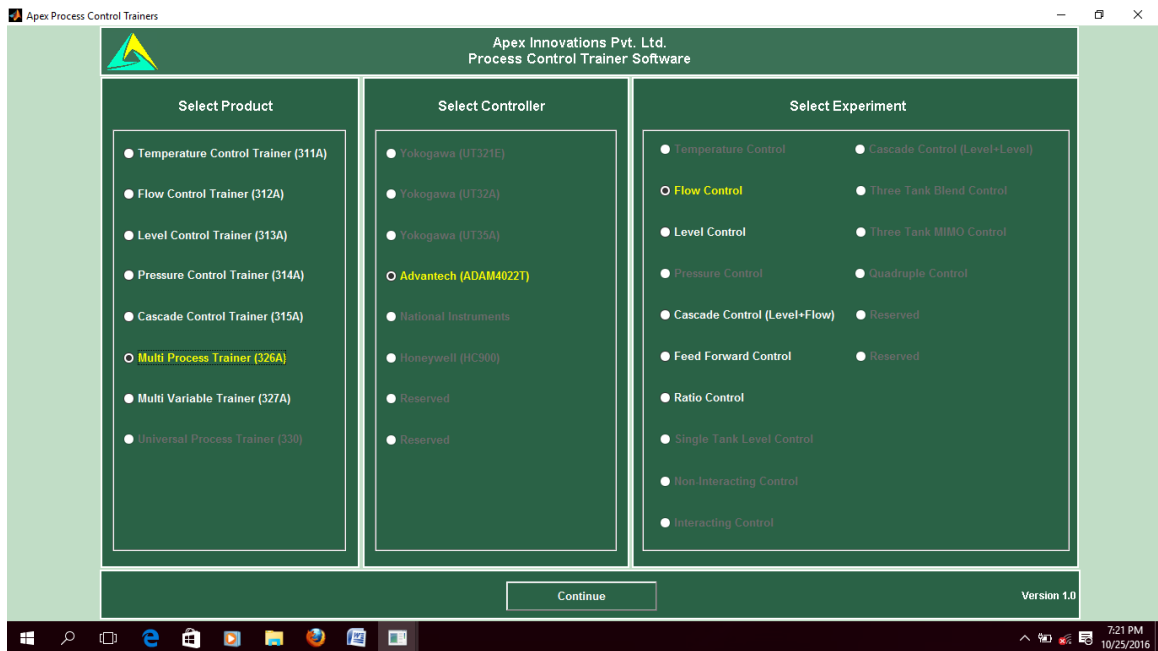 Apex Process Control Trainers
Apex Innovations Pvt. Ltd.
Process Control Trainer Software
Select Product
Temperature Control Trainer (311A)
Flow Control Trainer (312A)
Level Control Trainer (313A)
Pressure Control Trainer (314A)
Cascade Control Trainer (315A)
Multi Process Trainer (326A)
Multi Variable Trainer (327A)
Universal Process Trainer (330)
Select Controller
Yokogawa (UT321E)
Yokogawa (UT32A)
Yokogawa (UT35A)
Advantech (ADAM4022T)
National Instruments
Honeywell (HC900)
Reserved
Reserved
Select Experiment
Temperature Control
Flow Control
Level Control
Pressure Control
Cascade Control (Level+Flow)
Feed Forward Control
Ratio Control
Single Tank Level Control
Non-Interacting Control
Interacting Control
Cascade Control (Level+Level)
Three Tank Blend Control
Three Tank MIMO Control
Quadruple Control
Reserved
Reserved
Continue
Version 1.0
7:21 PM
10/25/2016